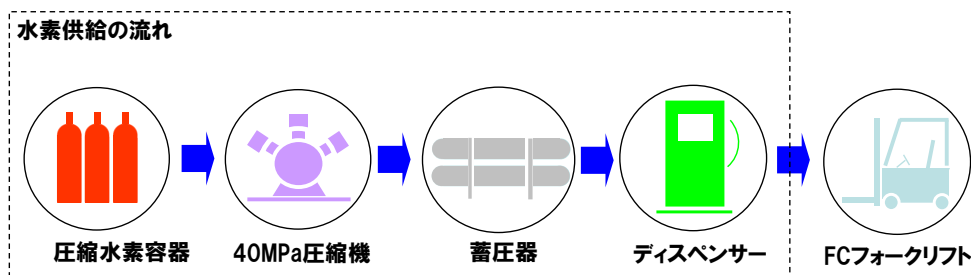 水素供給の流れ
圧縮水素容器
40MPa圧縮機
蓄圧器
ディスペンサー
FCフォークリフト